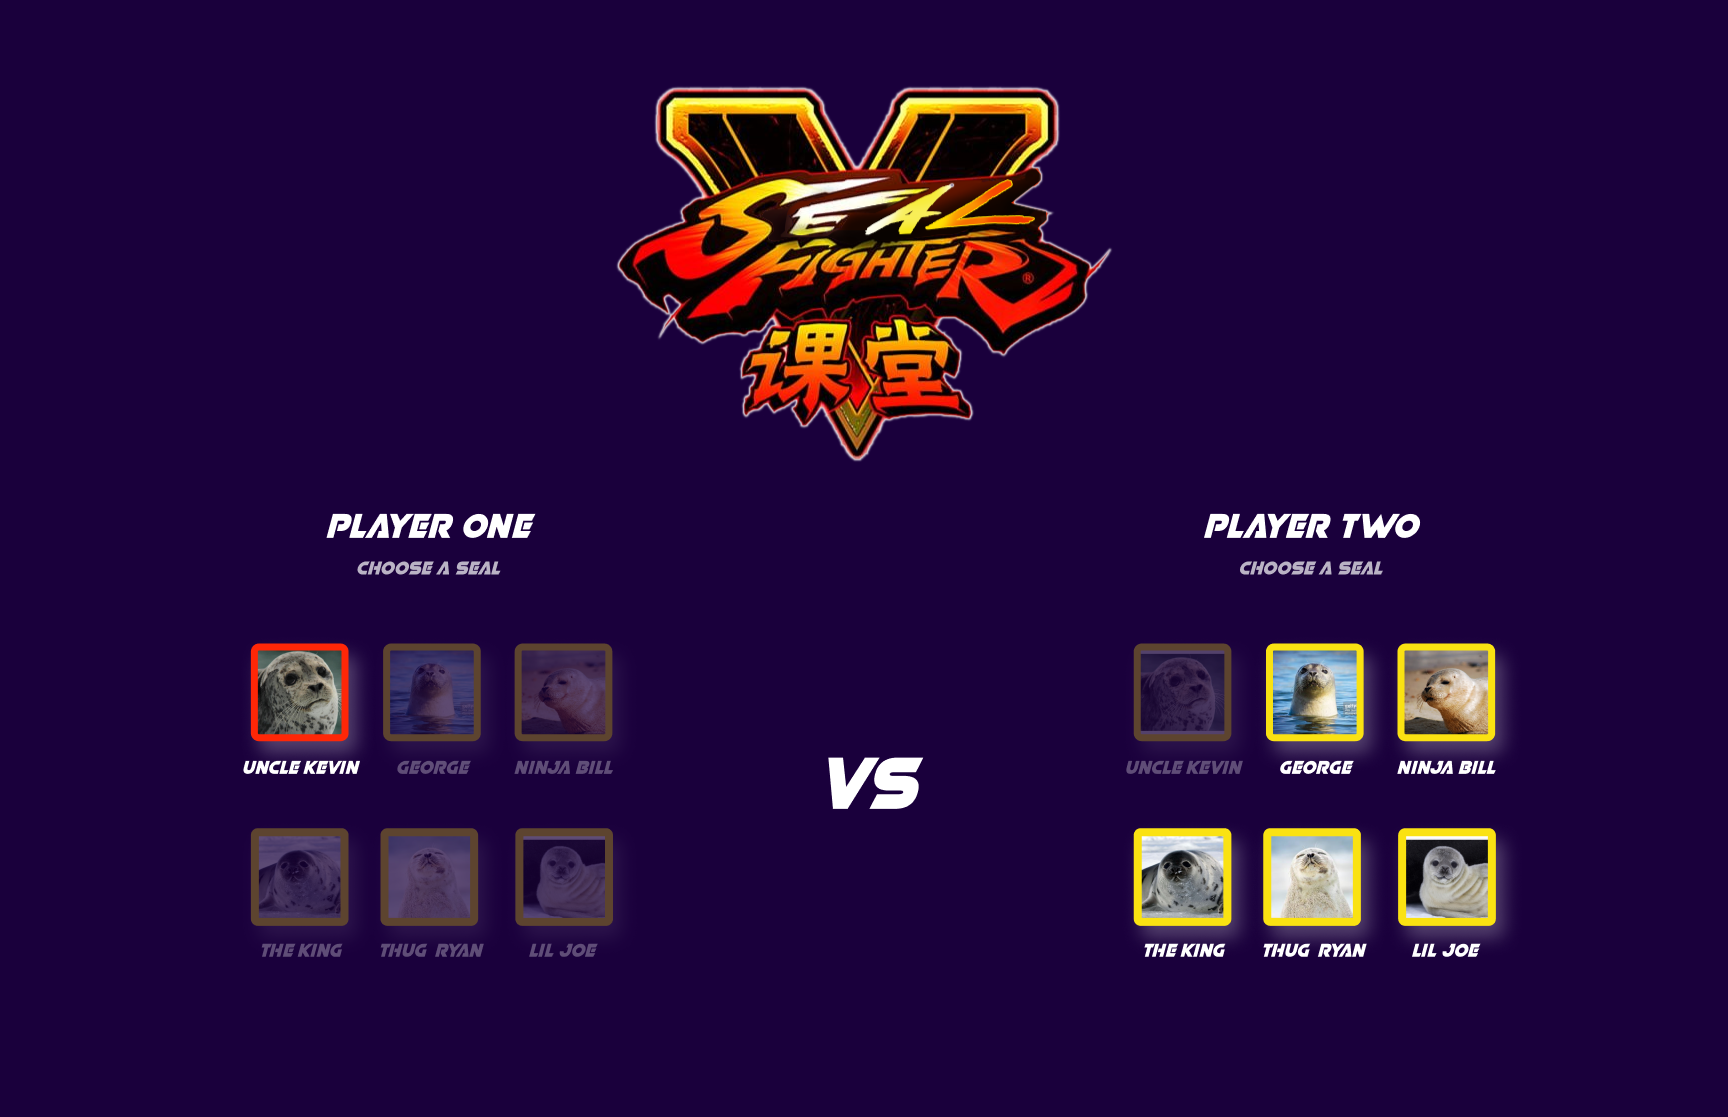 V
SEAL
FIGHTER®
课堂
PLAYER ONE
CHOOSE A SEAL
UNCLE KEVIN
GEORGE
NINJA BILL
THE KING
THUG RYAN
LIL JOE
VS
PLAYER TWO
CHOOSE A SEAL
UNCLE KEVIN
GEORGE
NINJA BILL
THE KING
THUG RYAN
LIL JOE